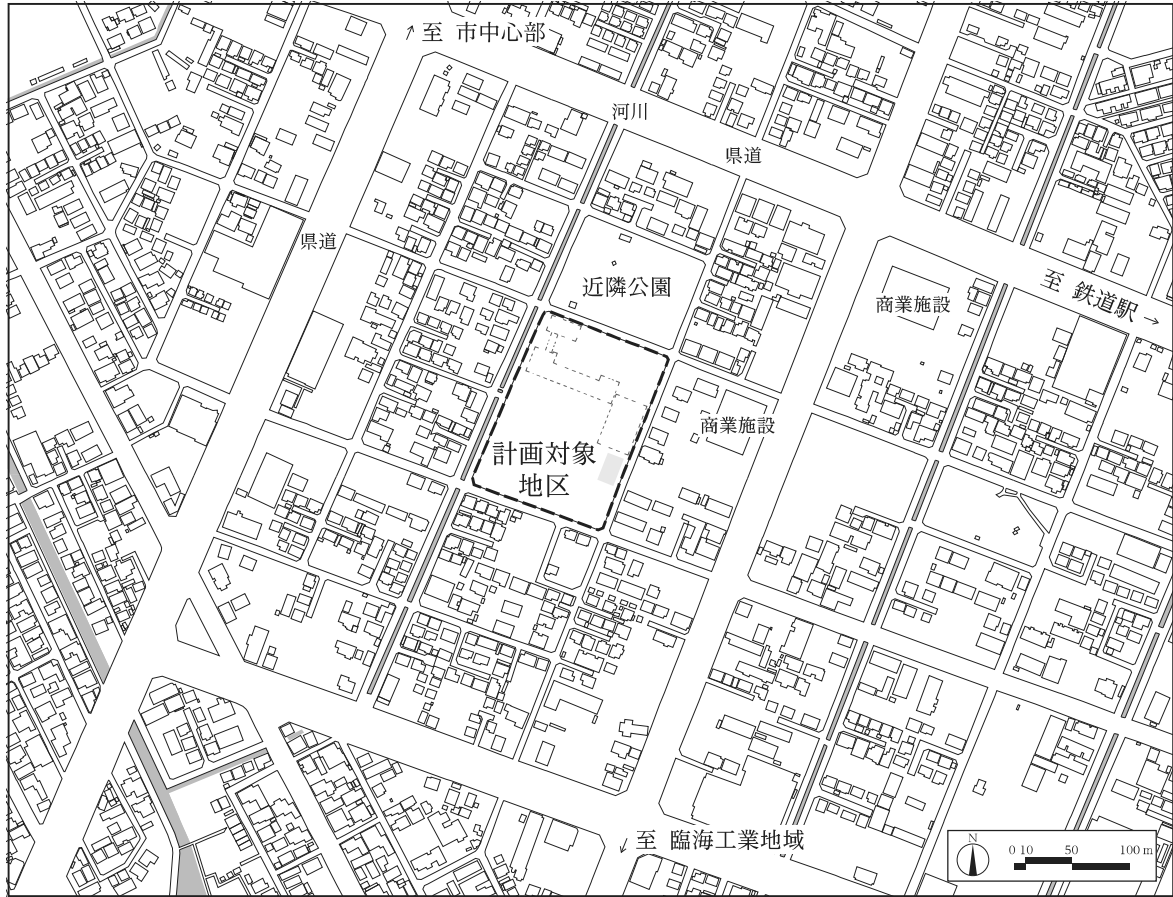 ↑至 市中心部
河川
県道
県道
近隣公園
至 鉄道駅→
商業施設
商業施設
計画対象
地区
↓至 臨海工業地域
N
0 10 50 100 m